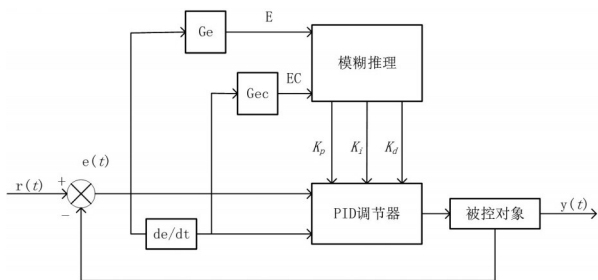 E
Ge
模糊推理
EC
Gec
Kp
Ki
Kd
e(t)
r(t)
+
−
PID调节器
被控对象
y(t)
de/dt